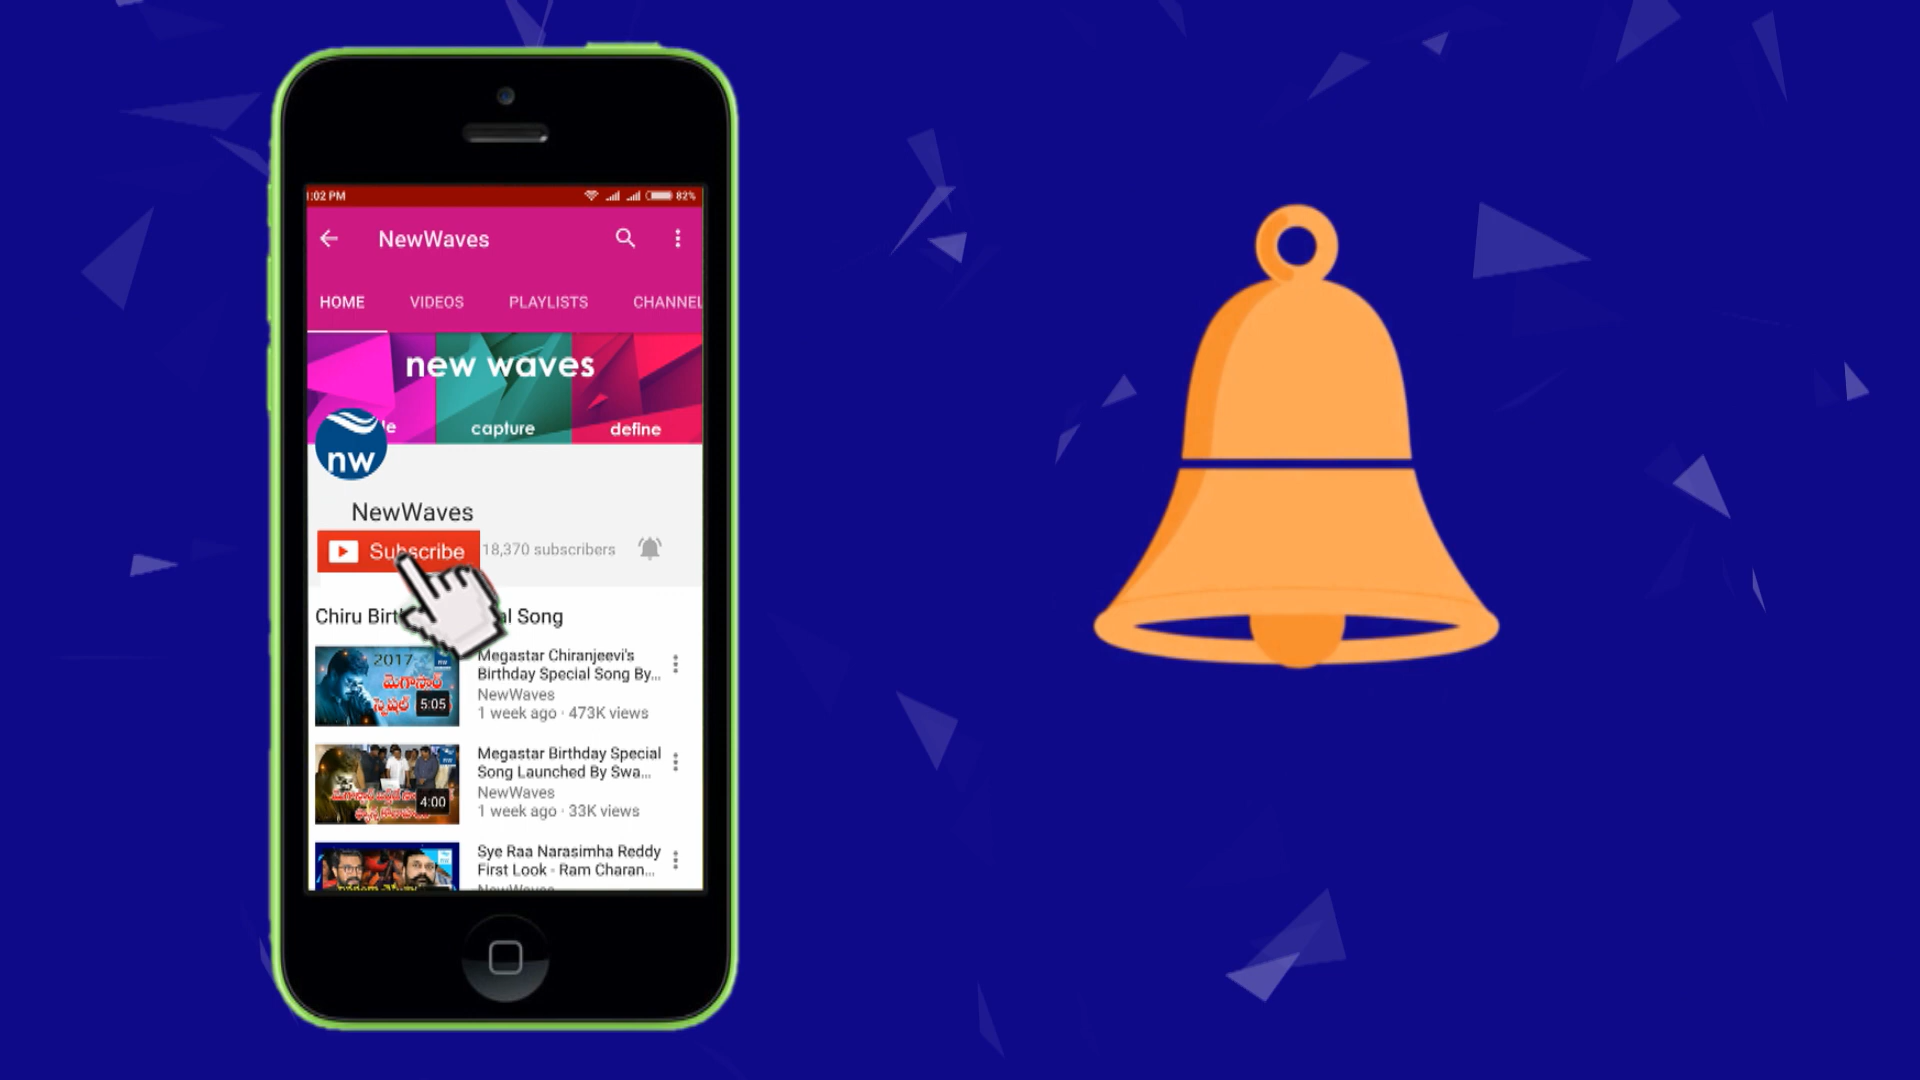 1:02 PM
82%
NewWaves
HOME VIDEOS PLAYLISTS CHANNEL
new waves
capture
define
nw
NewWaves
Subscribe
18,370 subscribers
Chiru
Song
2017
మెగాస్టార్
స్పెషల్
5:05
Megastar Chiranjeevi's
Birthday Special Song By...
NewWaves
1 week ago · 473K views
4:00
Megastar Birthday Special
Song Launched By Swa...
NewWaves
1 week ago · 33K views
Sye Raa Narasimha Reddy
First Look - Ram Charan...
NewWaves